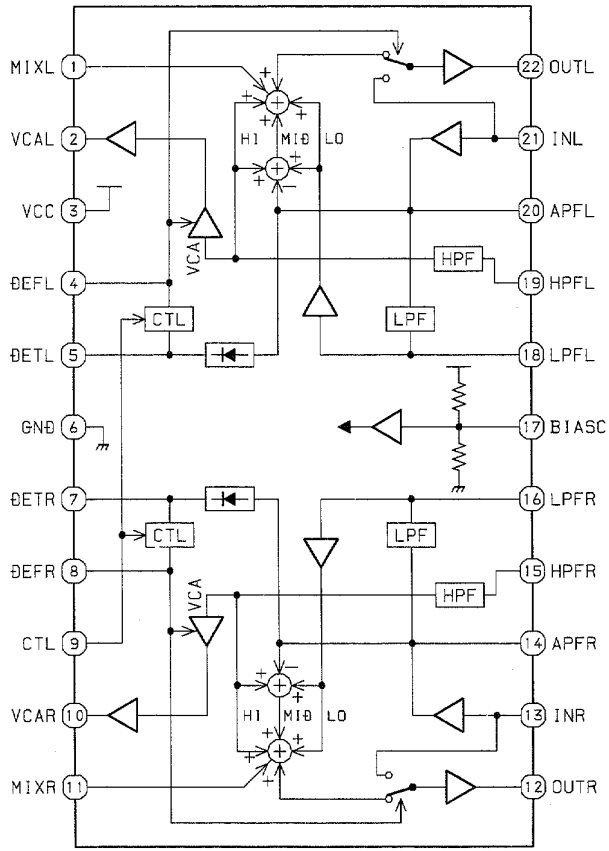 MIXL 1 22 OUTL
VCAL 2 HI MID LO 21 INL
VCC 3 20 APFL
VCA
HPF
DEFL 4 19 HPFL
CTL LPF
DETL 5 18 LPFL
GND 6 17 BIASC
DETR 7 16 LPFR
CTL LPF
DEFR 8 15 HPFR
VCA HPF
CTL 9 14 APFR
VCAR 10 HI MID LO 13 INR
MIXR 11 12 OUTR